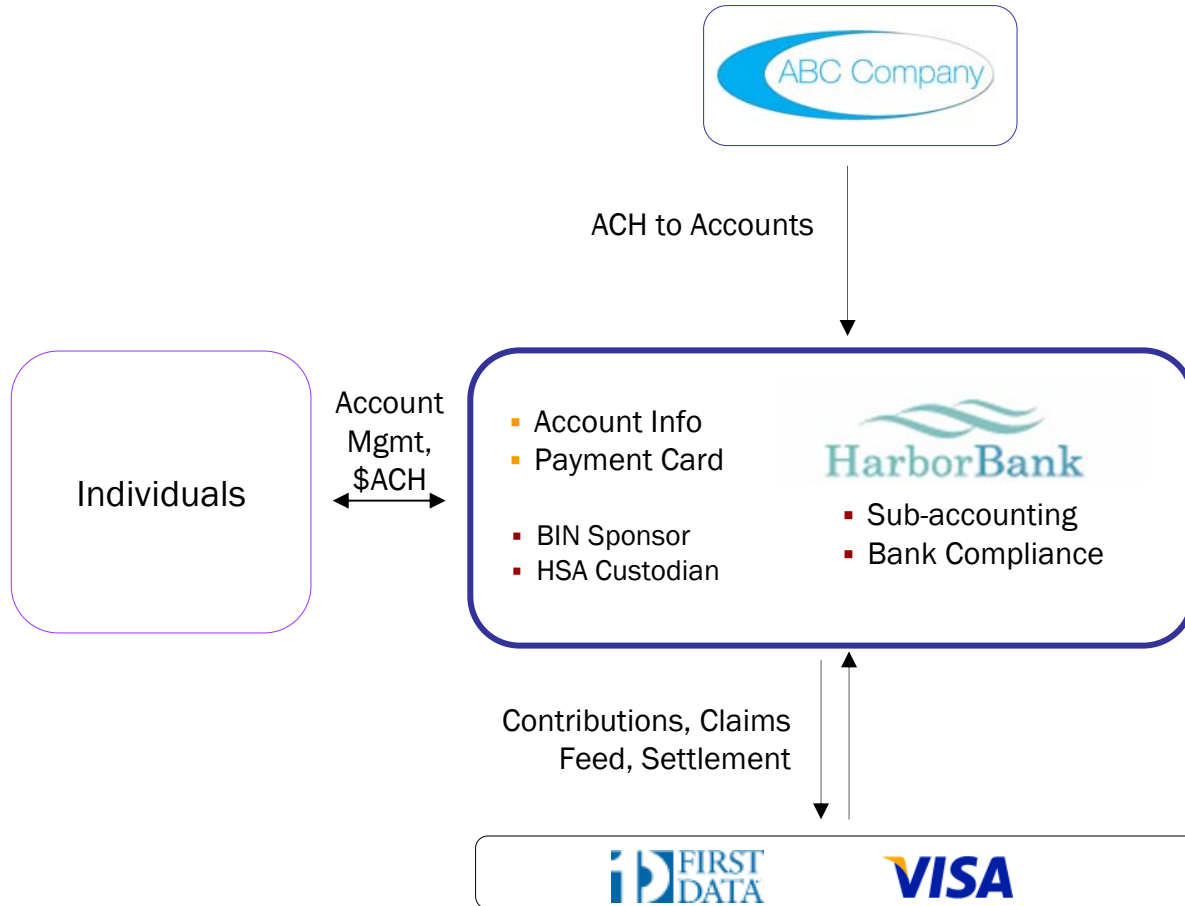 ABC Company
ACH to Accounts
Individuals
Account
Mgmt,
$ACH
Account Info
Payment Card
BIN Sponsor
HSA Custodian
HarborBank
Sub-accounting
Bank Compliance
Contributions, Claims
Feed, Settlement
FIRST
DATA
VISA